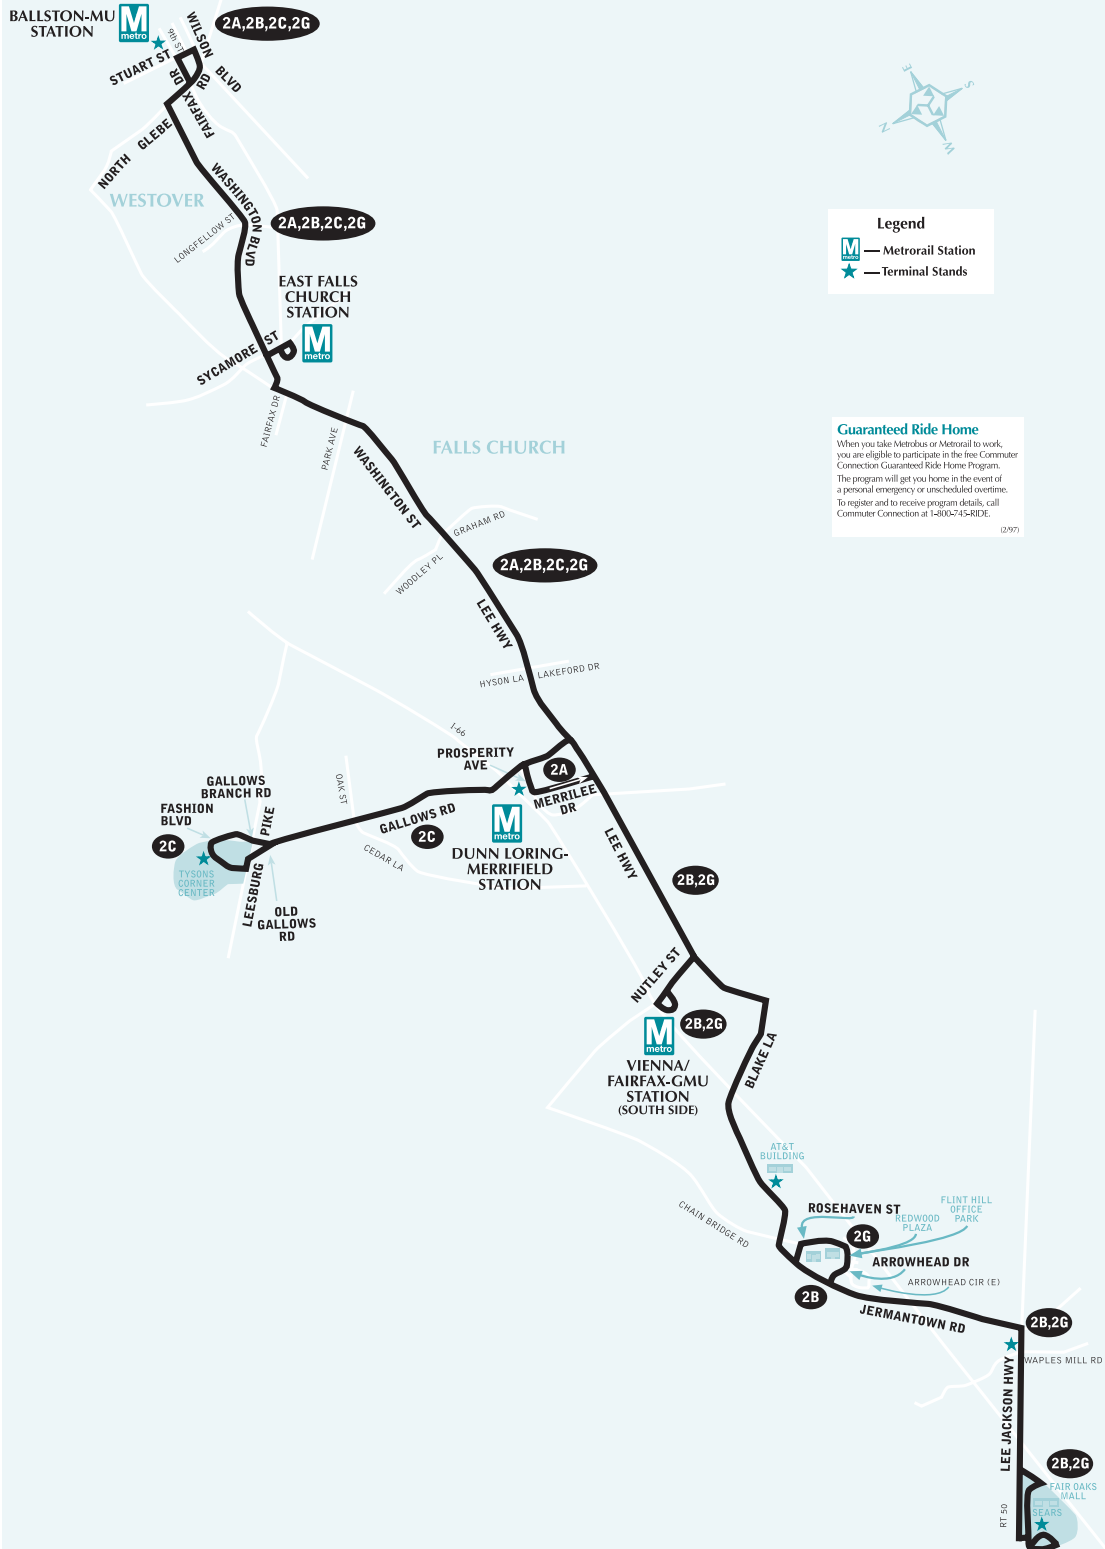 BALLSTON-MU
STATION
M
metro
9th ST
WILSON
BLVD
2A,2B,2C,2G
STUART ST
DR
RD
FAIRFAX
NORTH GLEBE
WESTOVER
WASHINGTON BLVD
LONGFELLOW ST
2A,2B,2C,2G
EAST FALLS
CHURCH
STATION
M
metro
SYCAMORE ST
FAIRFAX DR
PARK AVE
FALLS CHURCH
WASHINGTON ST
GRAHAM RD
WOODLEY PL
2A,2B,2C,2G
LEE HWY
HYSON LA
LAKEFORD DR
I-66
PROSPERITY
AVE
2A
MERRILEE
DR
OAK ST
GALLOWS
BRANCH RD
FASHION
BLVD
PIKE
2C
GALLOWS RD
2C
CEDAR LA
TYSONS
CORNER
CENTER
LEESBURG
OLD
GALLOWS
RD
M
metro
DUNN LORING-
MERRIFIELD
STATION
LEE HWY
2B,2G
NUTLEY ST
2B,2G
M
metro
VIENNA/
FAIRFAX-GMU
STATION
(SOUTH SIDE)
BLAKE LA
AT&T
BUILDING
CHAIN BRIDGE RD
ROSEHAVEN ST
FLINT HILL
OFFICE
PARK
REDWOOD
PLAZA
2G
ARROWHEAD DR
ARROWHEAD CIR (E)
2B
JERMANTOWN RD
2B,2G
WAPLES MILL RD
LEE JACKSON HWY
2B,2G
FAIR OAKS
MALL
SEARS
RT 50
E
S
N
W
Legend
M
metro
Metrorail Station
Terminal Stands
Guaranteed Ride Home
When you take Metrobus or Metrorail to work,
you are eligible to participate in the free Commuter
Connection Guaranteed Ride Home Program.
The program will get you home in the event of
a personal emergency or unscheduled overtime.
To register and to receive program details, call
Commuter Connection at 1-800-745-RIDE.
(2/97)